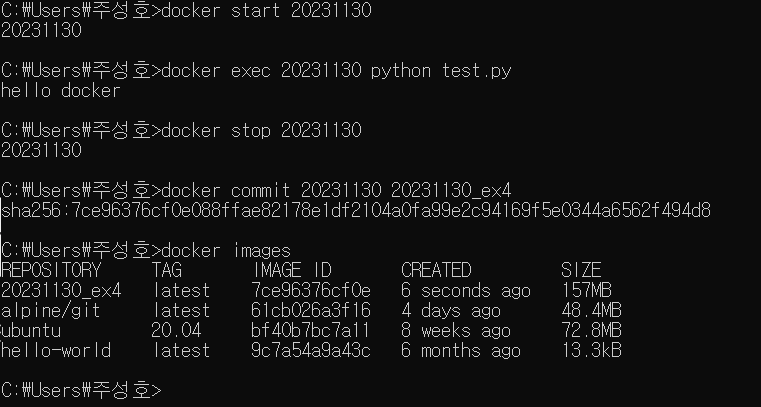 C:₩Users₩주성호>docker start 20231130
20231130
C:₩Users₩주성호>docker exec 20231130 python test.py
hello docker
C:₩Users₩주성호>docker stop 20231130
20231130
C:₩Users₩주성호>docker commit 20231130 20231130_ex4
sha256:7ce96376cf0e088ffae82178e1df2104a0fa99e2c94169f5e0344a6562f494d8
C:₩Users₩주성호>docker images
REPOSITORY TAG IMAGE ID CREATED SIZE
20231130_ex4 latest 7ce96376cf0e 6 seconds ago 157MB
alpine/git latest 61cb026a3f16 4 days ago 48.4MB
ubuntu 20.04 bf40b7bc7a11 8 weeks ago 72.8MB
hello-world latest 9c7a54a9a43c 6 months ago 13.3kB
C:₩Users₩주성호>